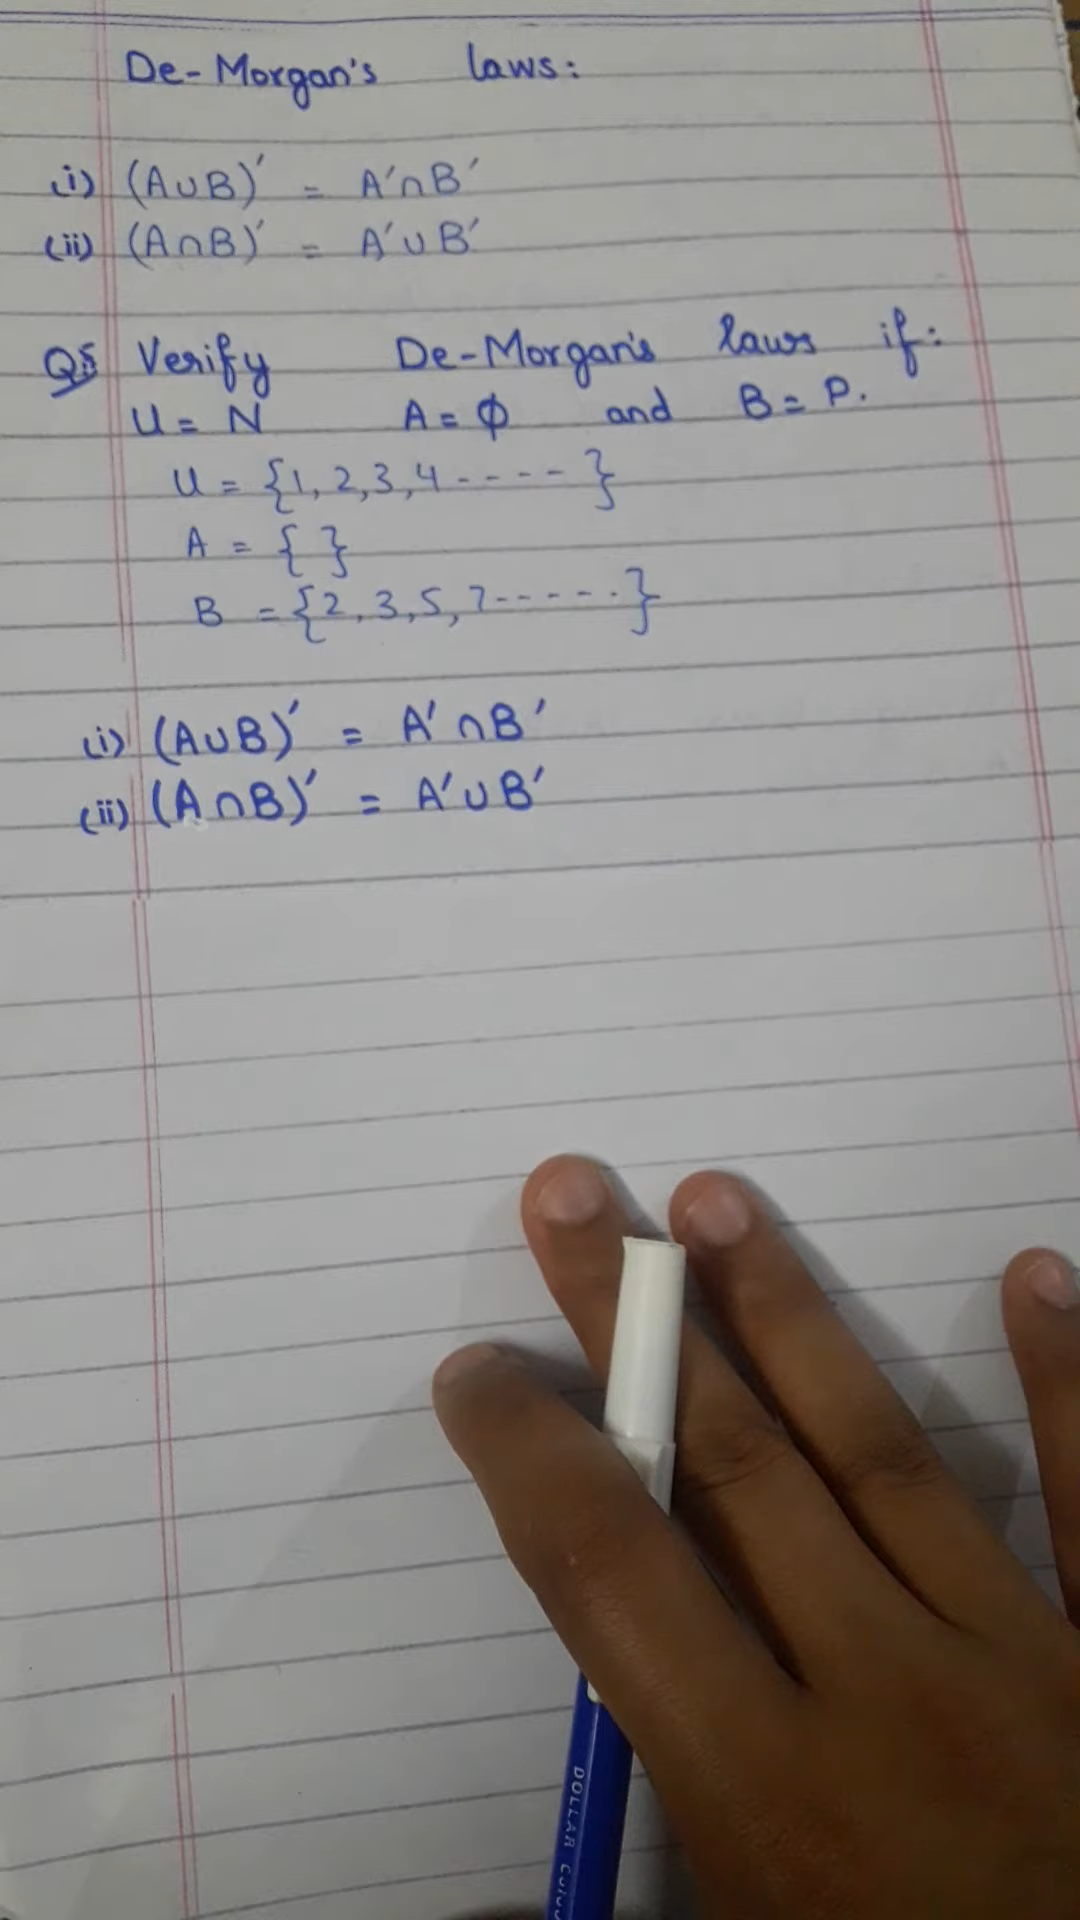 De-Morgan's laws:
(i) (A∪B)′ = A′∩B′
(ii) (A∩B)′ = A′∪B′
Q Verify De-Morgan's laws if:
U = N A = ϕ and B = P.
U = {1, 2, 3, 4 - - - - }
A = { }
B = {2, 3, 5, 7 - - - - - }
(i) (A∪B)′ = A′∩B′
(ii) (A∩B)′ = A′∪B′
DOLLAR